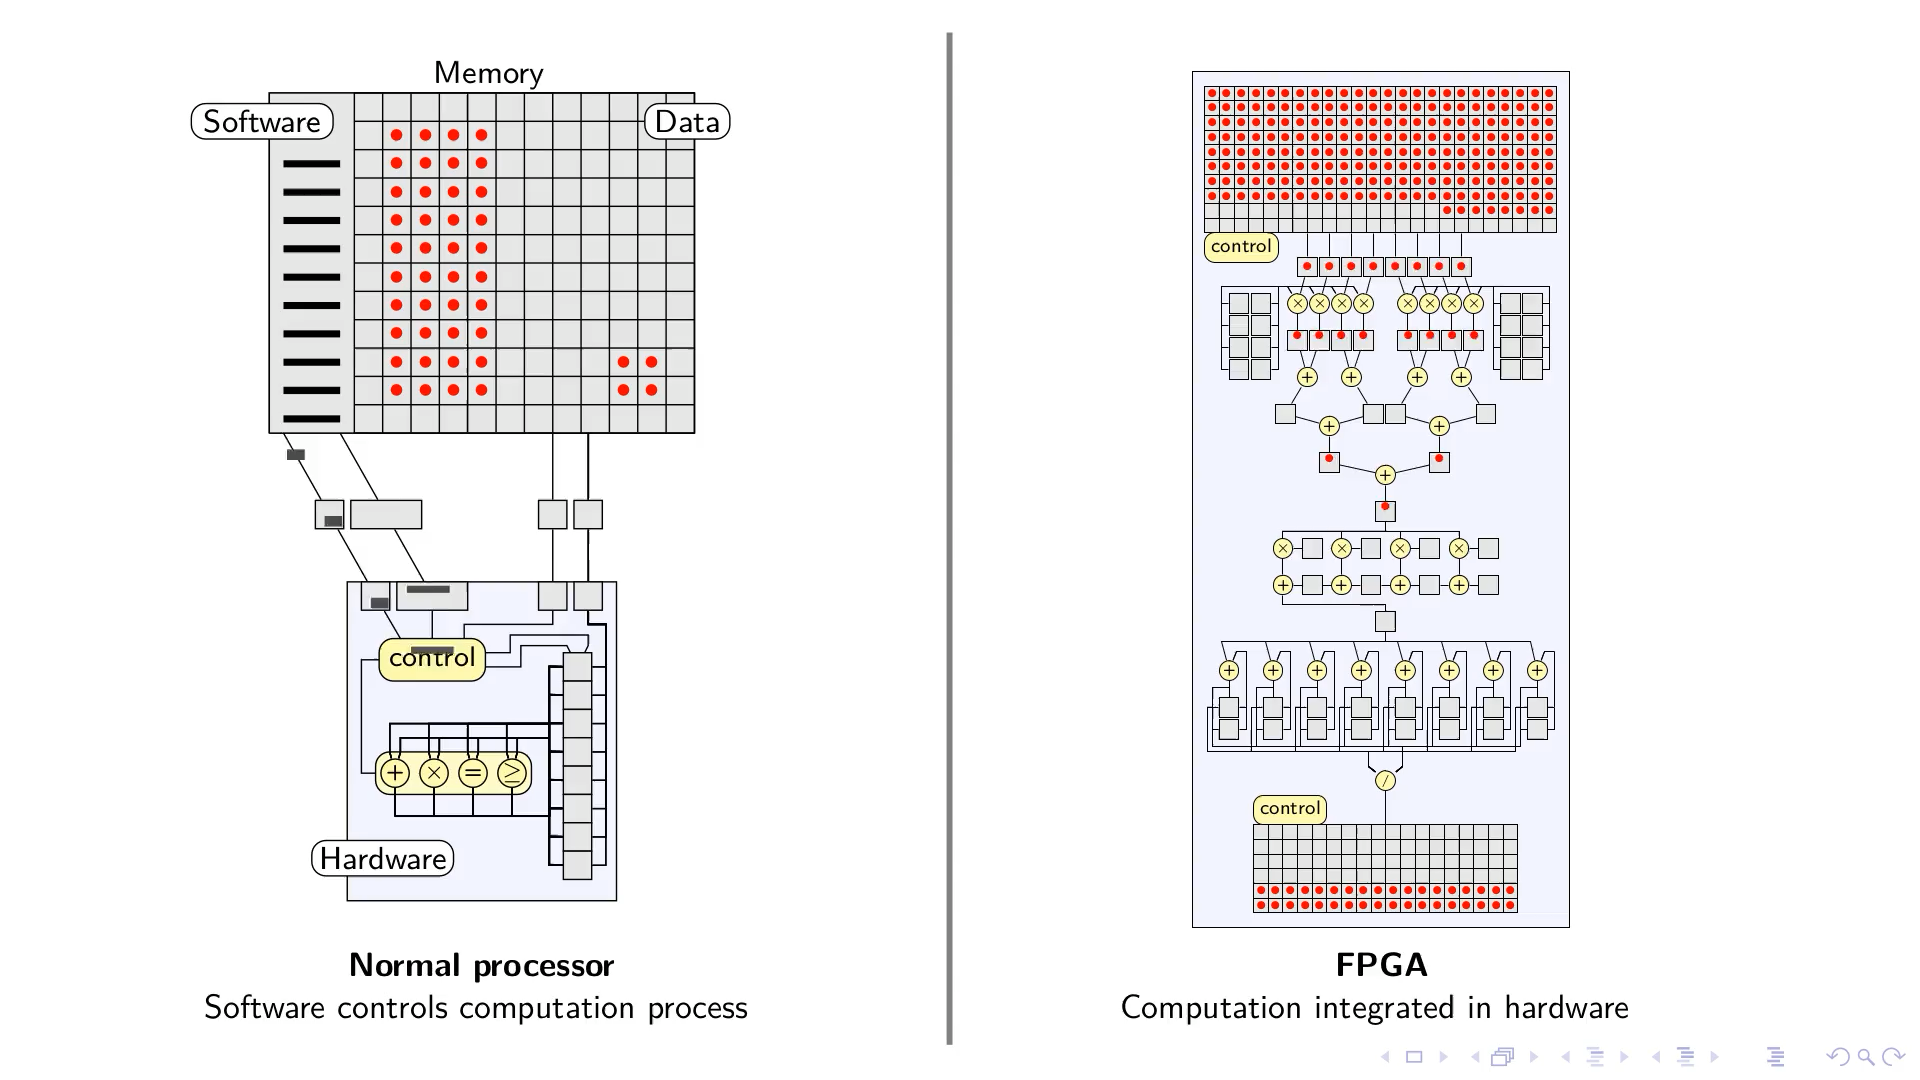 Memory
Software
Data
control
+ × = ≥
Hardware
Normal processor
Software controls computation process
control
× × × × × × × ×
+ + + +
+ +
+
× × × ×
+ + + +
+ + + + + + + +
/
control
FPGA
Computation integrated in hardware